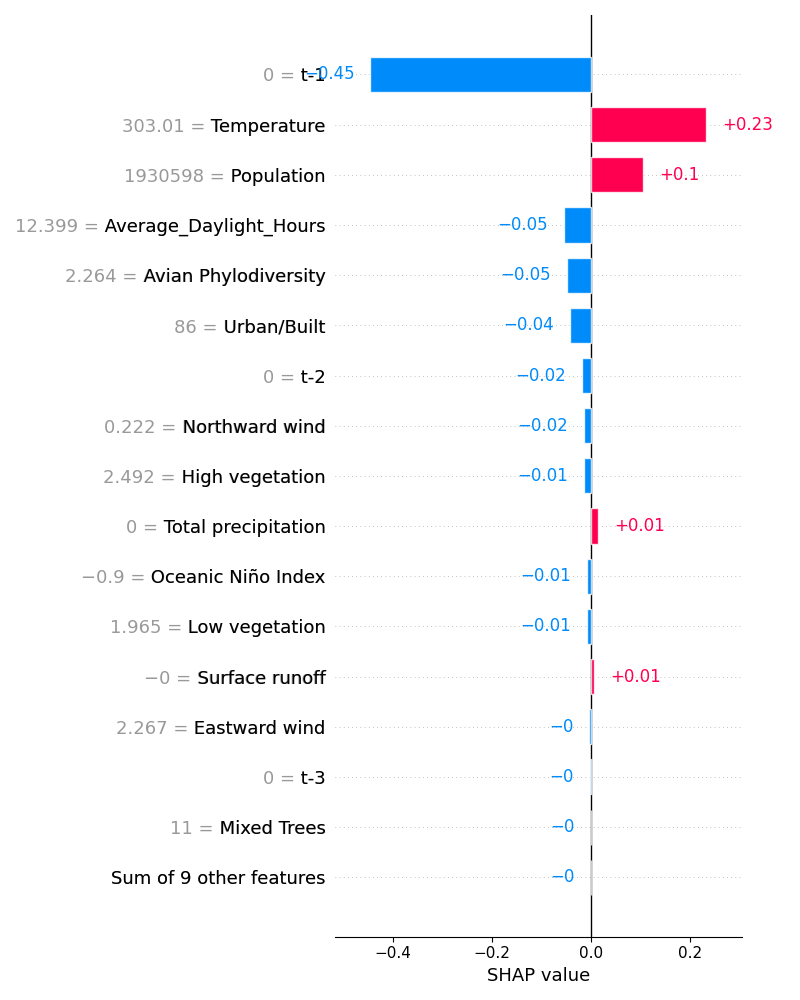 0 = t-1 −0.45
303.01 = Temperature +0.23
1930598 = Population +0.1
12.399 = Average_Daylight_Hours −0.05
2.264 = Avian Phylodiversity −0.05
86 = Urban/Built −0.04
0 = t-2 −0.02
0.222 = Northward wind −0.02
2.492 = High vegetation −0.01
0 = Total precipitation +0.01
−0.9 = Oceanic Niño Index −0.01
1.965 = Low vegetation −0.01
−0 = Surface runoff +0.01
2.267 = Eastward wind −0
0 = t-3 −0
11 = Mixed Trees −0
Sum of 9 other features −0
−0.4 −0.2 0.0 0.2
SHAP value